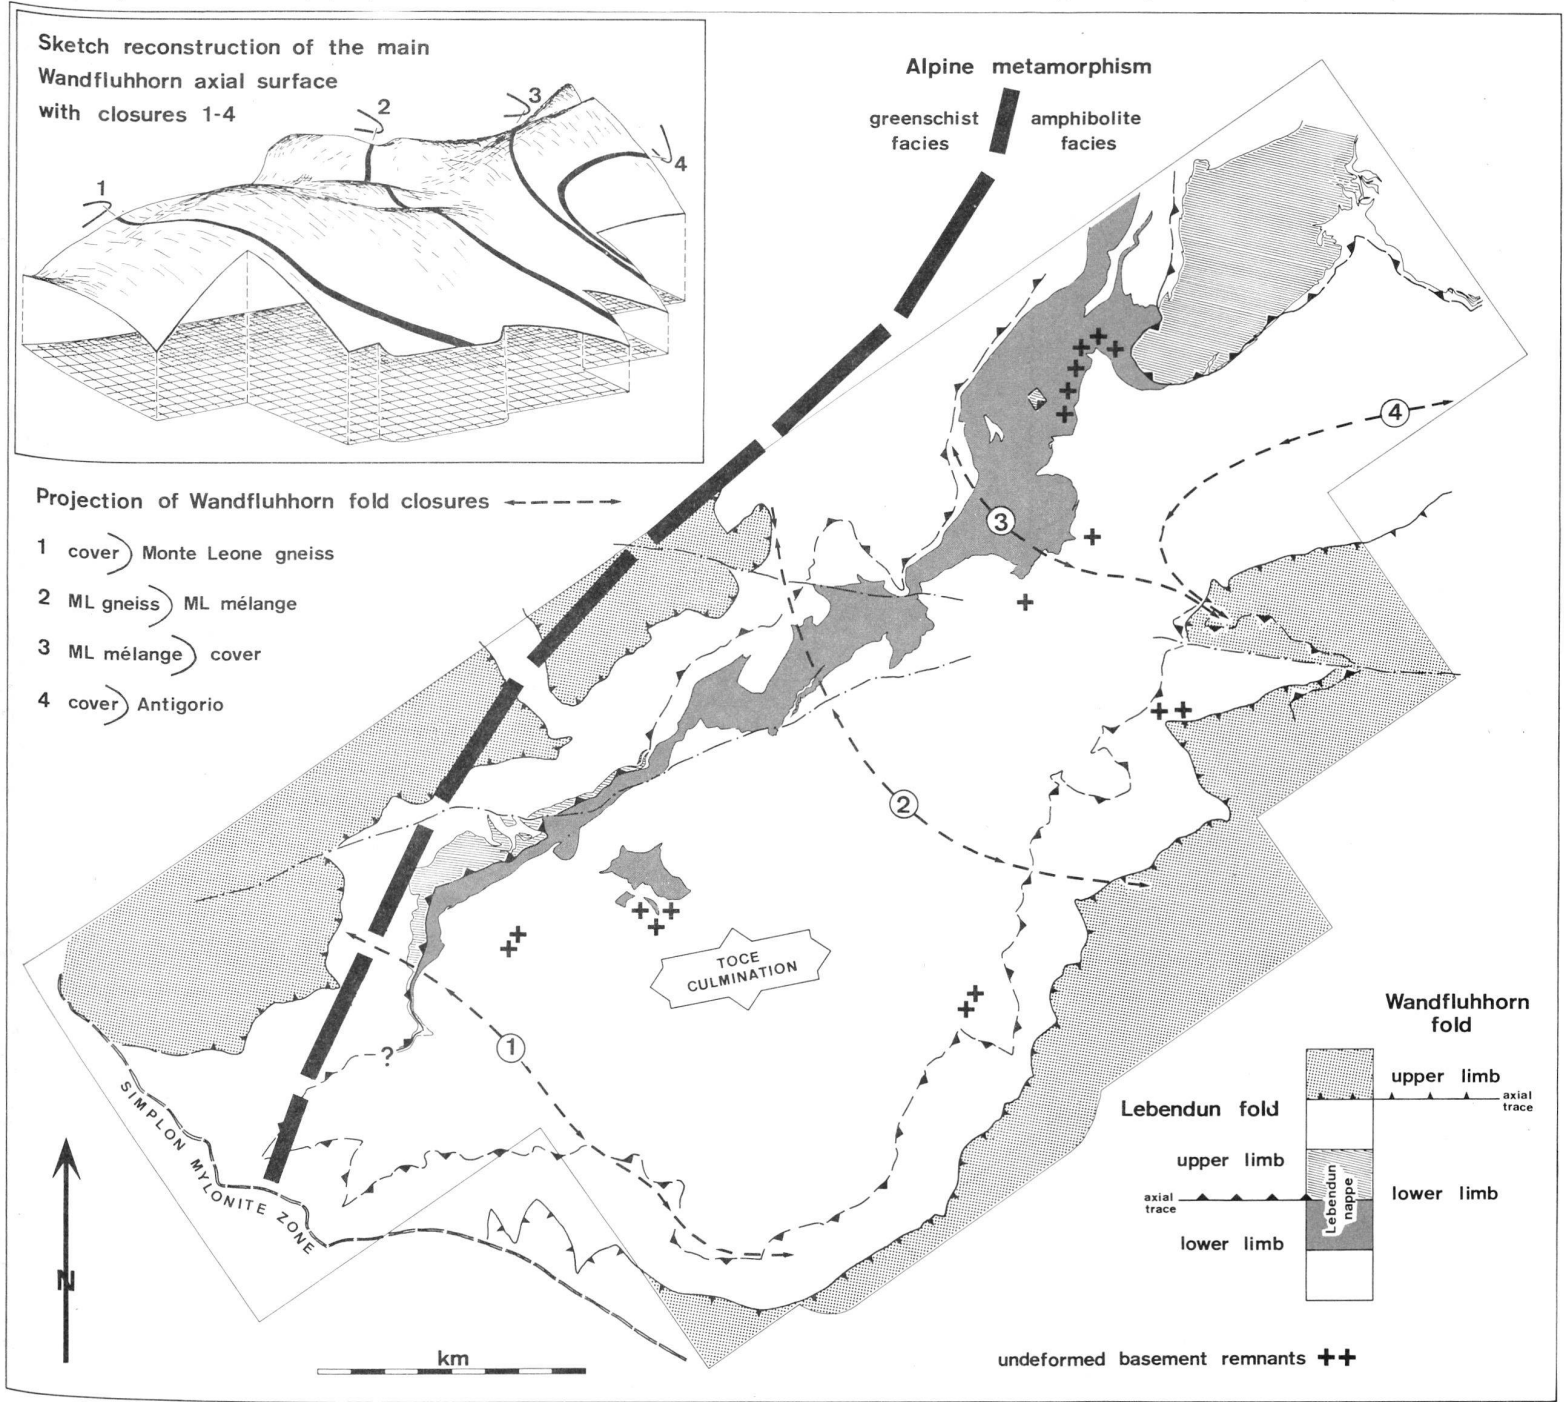 Sketch reconstruction of the main
Wandfluhhorn axial surface
with closures 1-4
1
2
3
4
Alpine metamorphism
greenschist
facies
amphibolite
facies
Projection of Wandfluhhorn fold closures
1 cover) Monte Leone gneiss
2 ML gneiss) ML mélange
3 ML mélange) cover
4 cover) Antigorio
4
3
2
1
?
TOCE
CULMINATION
SIMPLON MYLONITE ZONE
N
km
Wandfluhhorn
fold
upper limb
axial
trace
Lebendun fold
upper limb
axial
trace
lower limb
Lebendun
nappe
lower limb
undeformed basement remnants ++